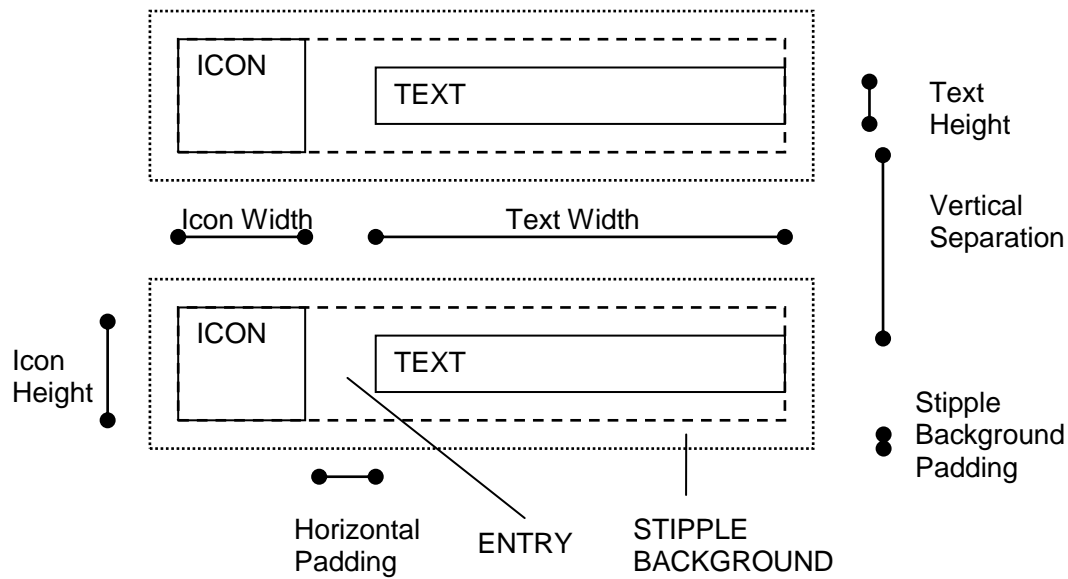 ICON
TEXT
Text
Height
Icon Width
Text Width
Vertical
Separation
ICON
TEXT
Icon
Height
Stipple
Background
Padding
Horizontal
Padding
ENTRY
STIPPLE
BACKGROUND